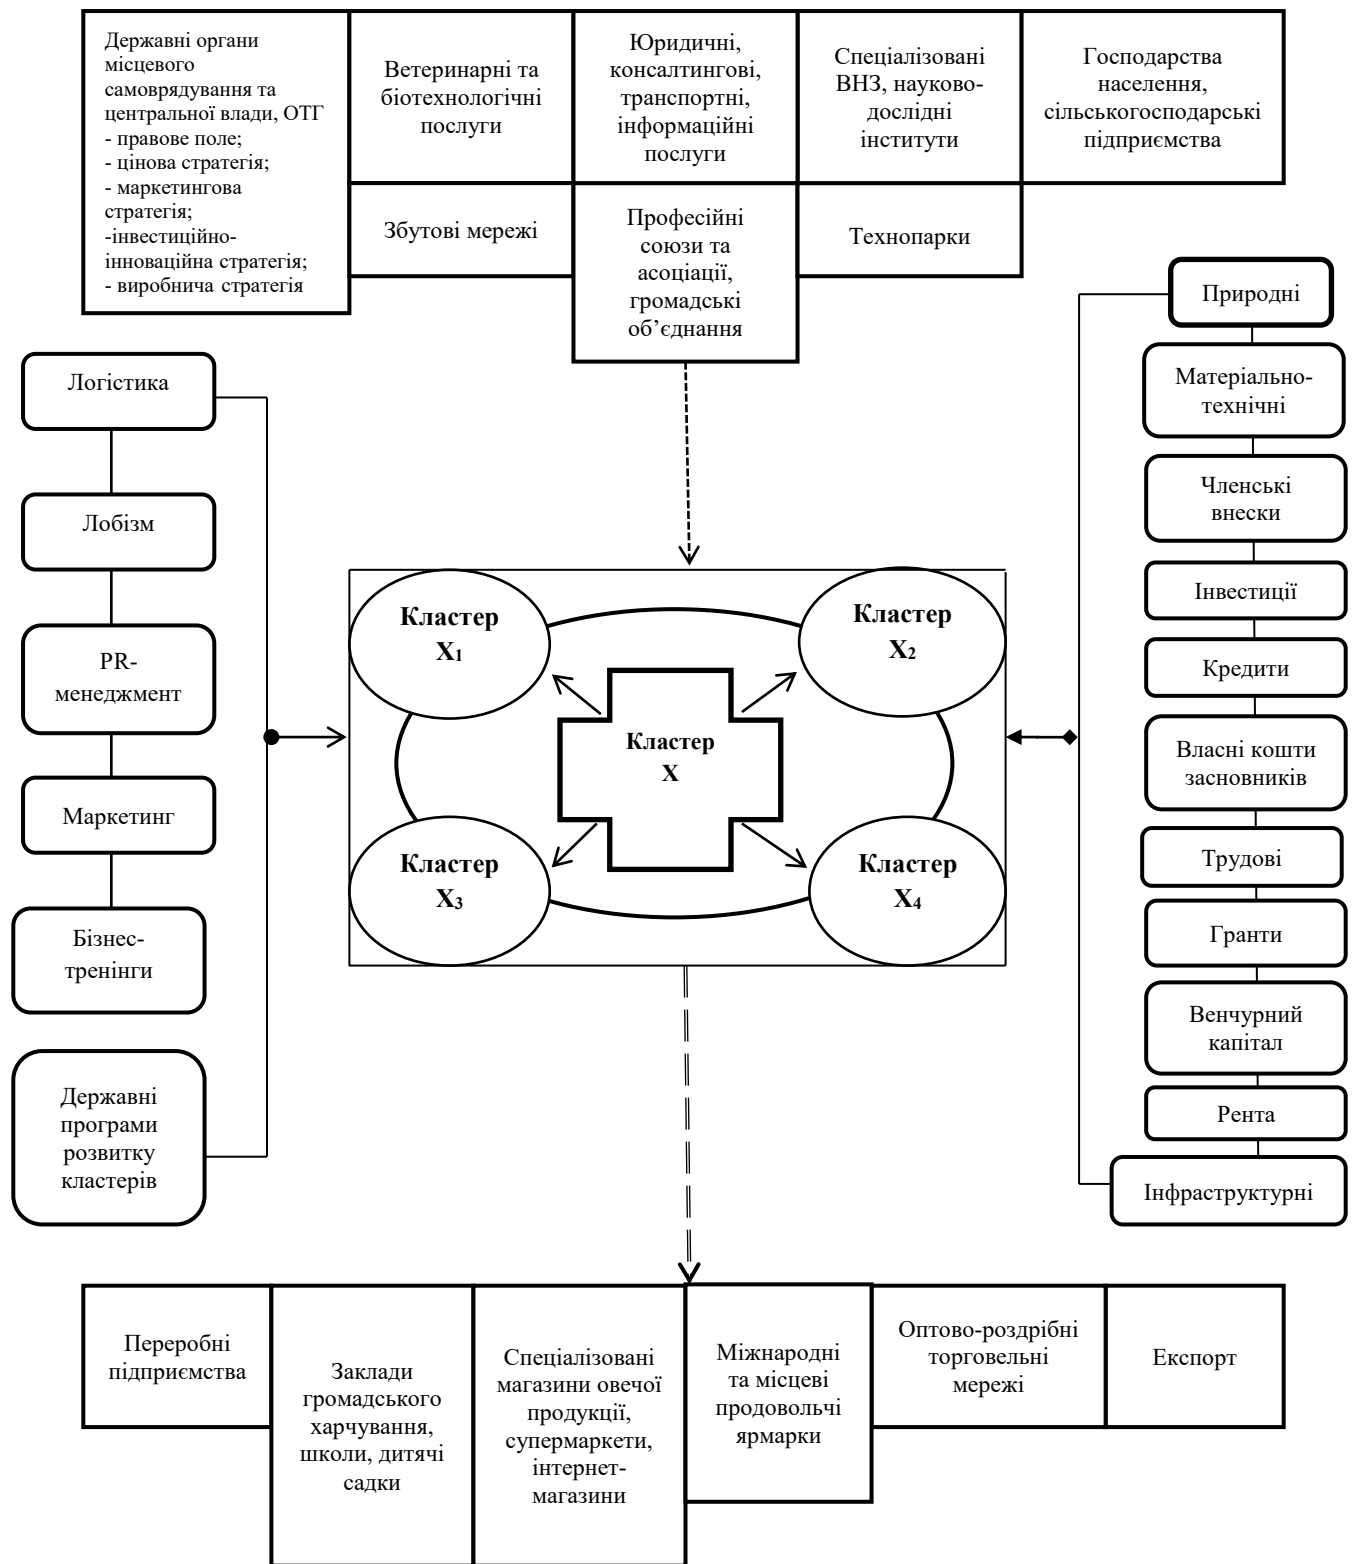 Державні органи
місцевого
самоврядування та
центральної влади, ОТГ
- правове поле;
- цінова стратегія;
- маркетингова
стратегія;
-інвестиційно-
інноваційна стратегія;
- виробнича стратегія
Ветеринарні та
біотехнологічні
послуги
Юридичні,
консалтингові,
транспортні,
інформаційні
послуги
Спеціалізовані
ВНЗ, науково-
дослідні
інститути
Господарства
населення,
сільськогосподарські
підприємства
Збутові мережі
Професійні
союзи та
асоціації,
громадські
об’єднання
Технопарки
Логістика
Лобізм
PR-
менеджмент
Маркетинг
Бізнес-
тренінги
Державні
програми
розвитку
кластерів
Кластер
X1
Кластер
X2
Кластер
X
Кластер
X3
Кластер
X4
Природні
Матеріально-
технічні
Членські
внески
Інвестиції
Кредити
Власні кошти
засновників
Трудові
Гранти
Венчурний
капітал
Рента
Інфраструктурні
Переробні
підприємства
Заклади
громадського
харчування,
школи, дитячі
садки
Спеціалізовані
магазини овечої
продукції,
супермаркети,
інтернет-
магазини
Міжнародні
та місцеві
продовольчі
ярмарки
Оптово-роздрібні
торговельні
мережі
Експорт